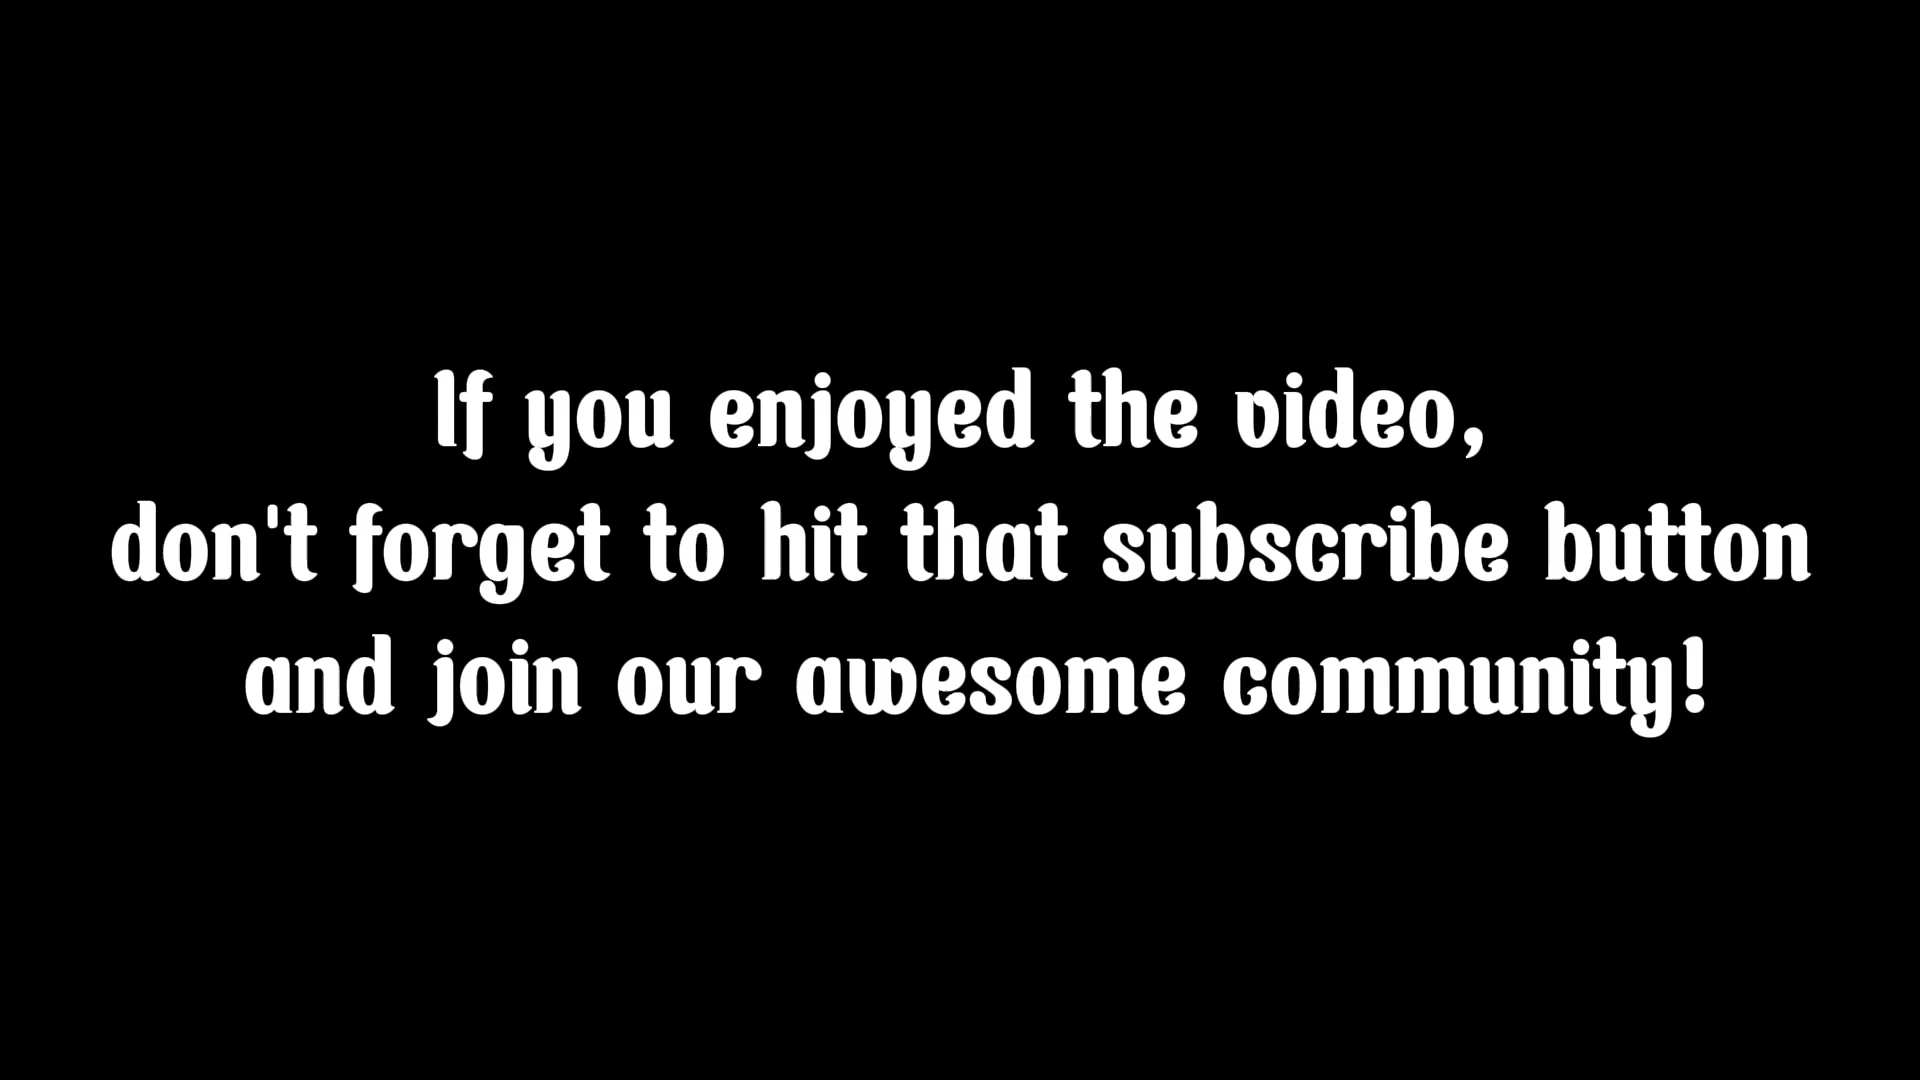 If you enjoyed the video,
don't forget to hit that subscribe button
and join our awesome community!